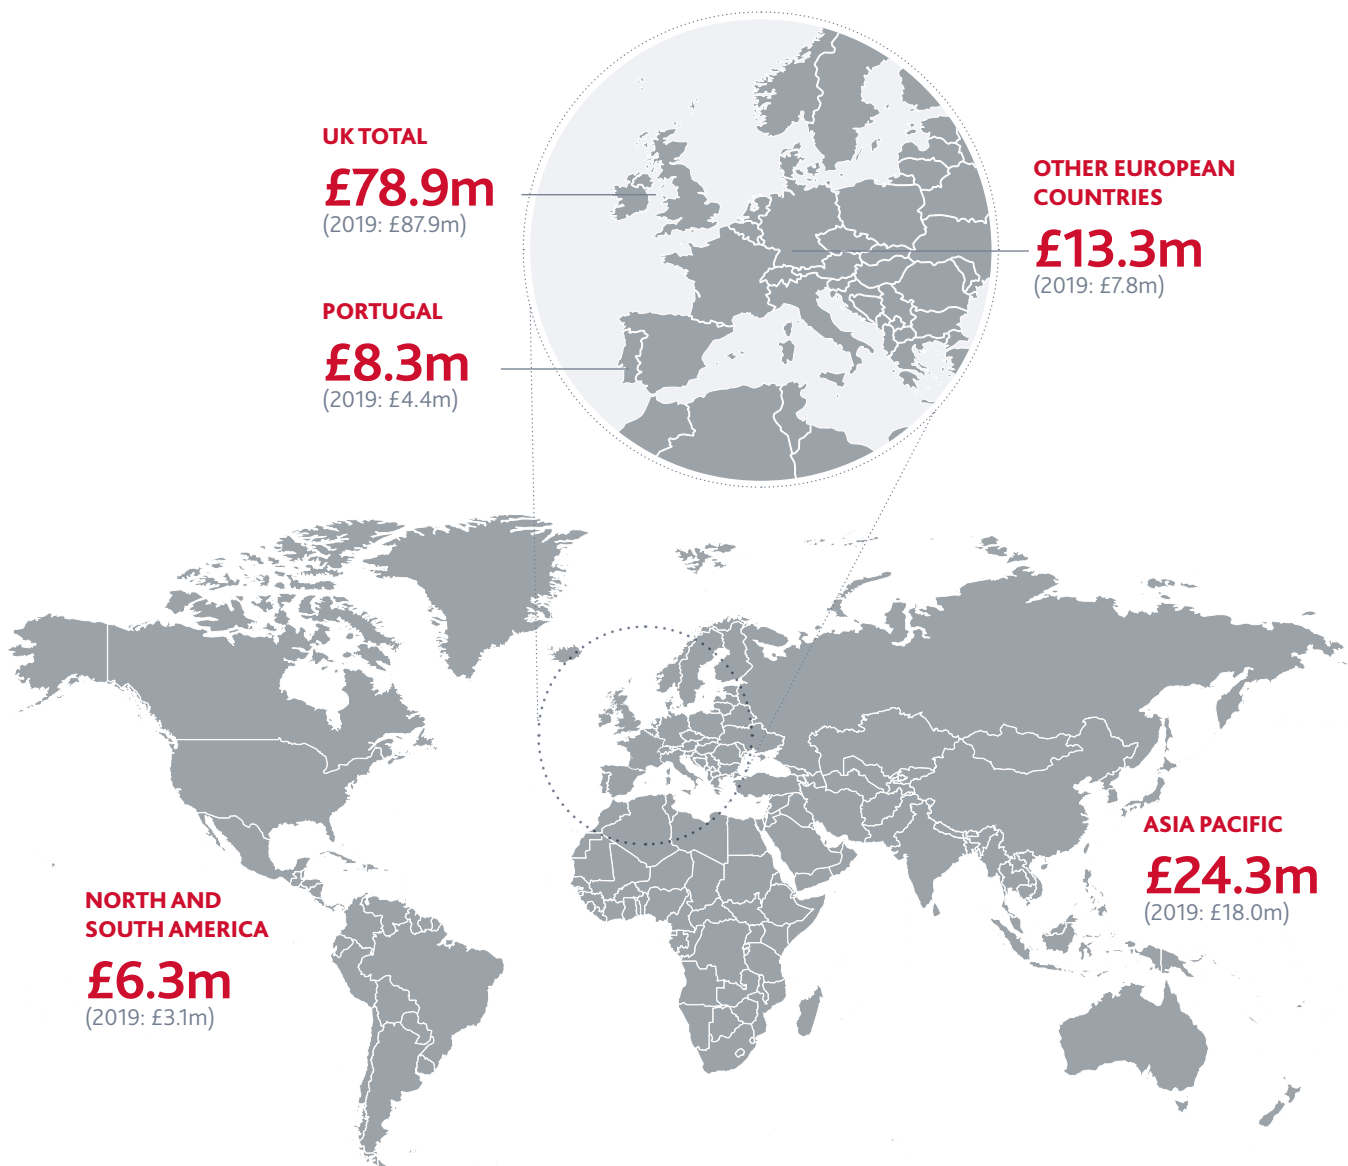 UK TOTAL
£78.9m
(2019: £87.9m)
PORTUGAL
£8.3m
(2019: £4.4m)
OTHER EUROPEAN
COUNTRIES
£13.3m
(2019: £7.8m)
NORTH AND
SOUTH AMERICA
£6.3m
(2019: £3.1m)
ASIA PACIFIC
£24.3m
(2019: £18.0m)